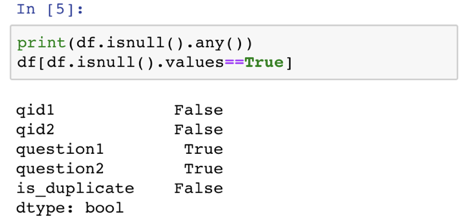 In [5]:
print(df.isnull().any())
df[df.isnull().values==True]
qid1 False
qid2 False
question1 True
question2 True
is_duplicate False
dtype: bool